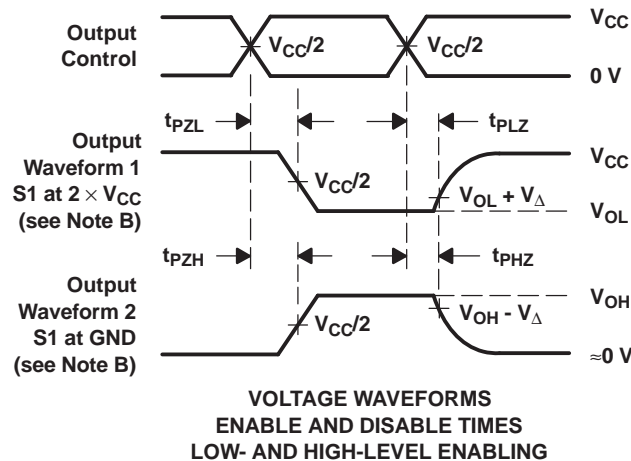 Output
Control
V_CC/2
V_CC/2
V_CC
0 V
t_PZL
t_PLZ
Output
Waveform 1
S1 at 2 × V_CC
(see Note B)
V_CC/2
V_CC
V_OL + V_Δ
V_OL
t_PZH
t_PHZ
Output
Waveform 2
S1 at GND
(see Note B)
V_CC/2
V_OH
V_OH - V_Δ
≈0 V
VOLTAGE WAVEFORMS
ENABLE AND DISABLE TIMES
LOW- AND HIGH-LEVEL ENABLING